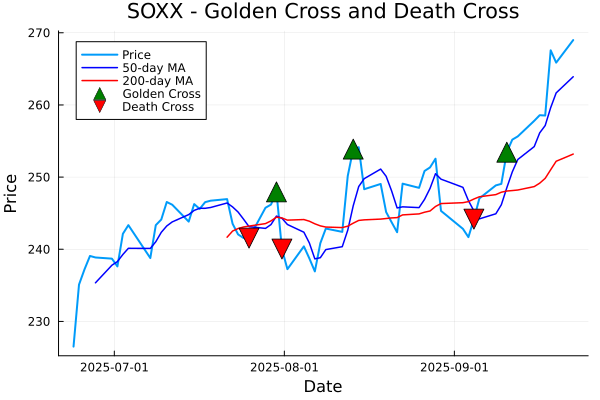 SOXX - Golden Cross and Death Cross
270
260
250
240
230
Price
Price
50-day MA
200-day MA
Golden Cross
Death Cross
2025-07-01
2025-08-01
2025-09-01
Date